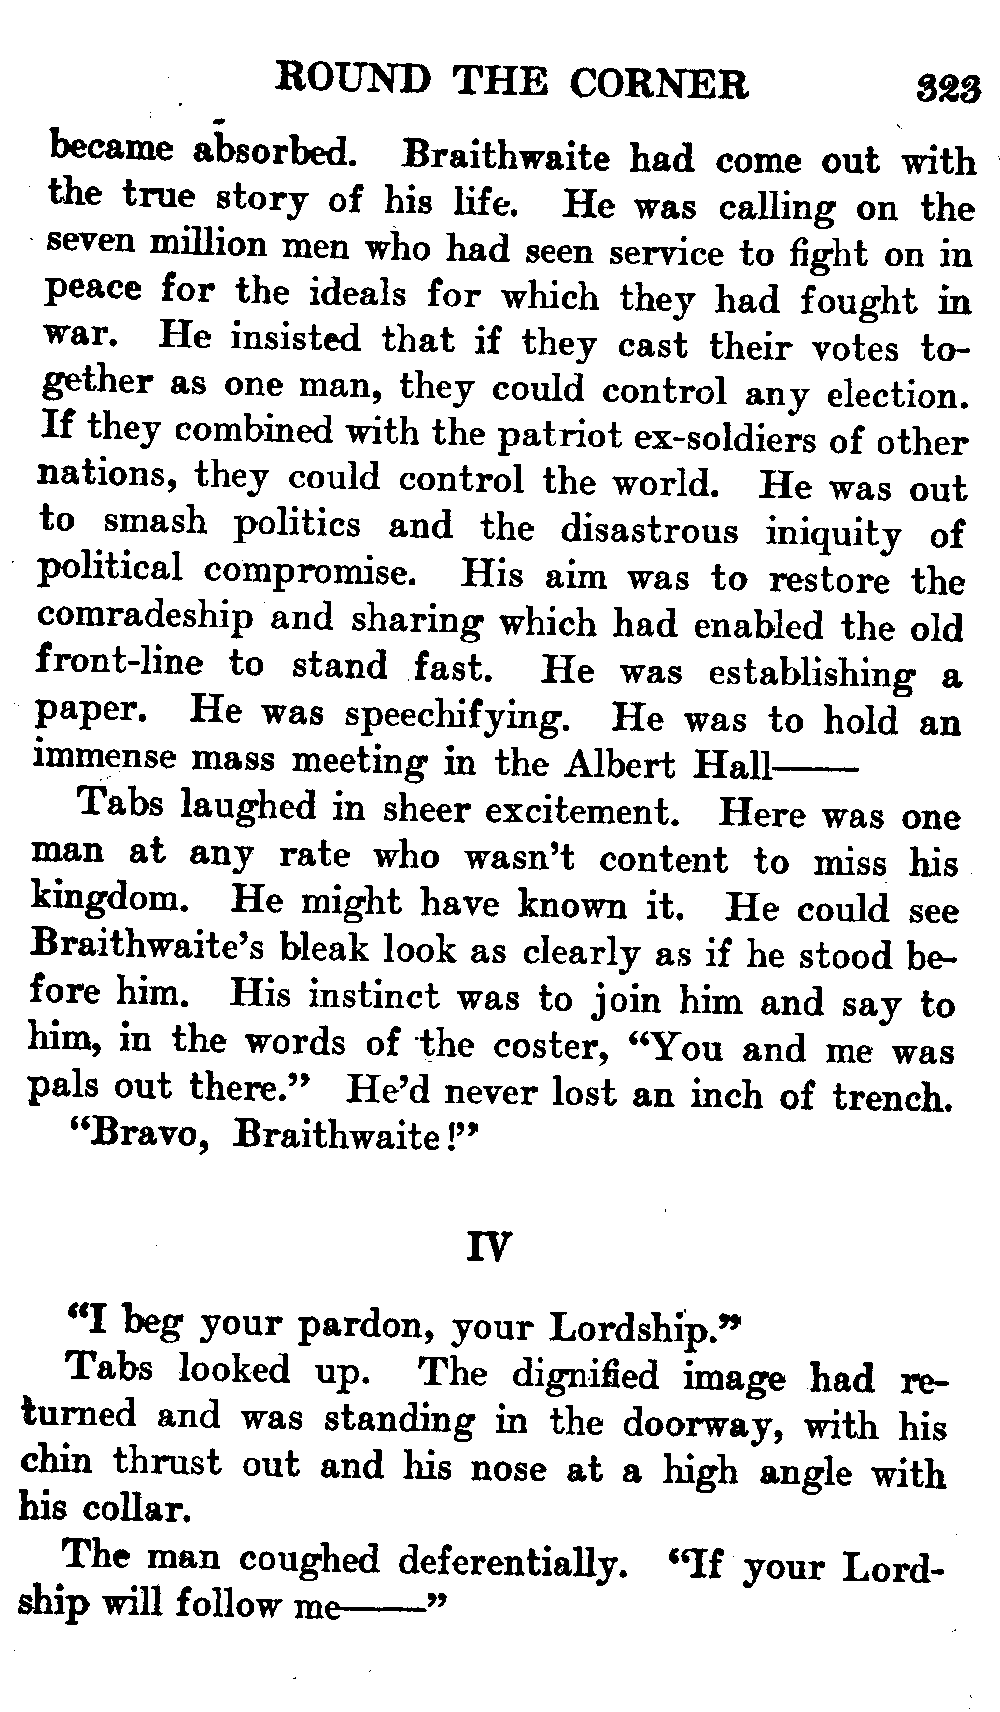 ROUND THE CORNER 323
became absorbed. Braithwaite had come out with
the true story of his life. He was calling on the
seven million men who had seen service to fight on in
peace for the ideals for which they had fought in
war. He insisted that if they cast their votes to-
gether as one man, they could control any election.
If they combined with the patriot ex-soldiers of other
nations, they could control the world. He was out
to smash politics and the disastrous iniquity of
political compromise. His aim was to restore the
comradeship and sharing which had enabled the old
front-line to stand fast. He was establishing a
paper. He was speechifying. He was to hold an
immense mass meeting in the Albert Hall——
Tabs laughed in sheer excitement. Here was one
man at any rate who wasn't content to miss his
kingdom. He might have known it. He could see
Braithwaite's bleak look as clearly as if he stood be-
fore him. His instinct was to join him and say to
him, in the words of the coster, "You and me was
pals out there." He'd never lost an inch of trench.
"Bravo, Braithwaite!"
IV
"I beg your pardon, your Lordship."
Tabs looked up. The dignified image had re-
turned and was standing in the doorway, with his
chin thrust out and his nose at a high angle with
his collar.
The man coughed deferentially. "If your Lord-
ship will follow me——"